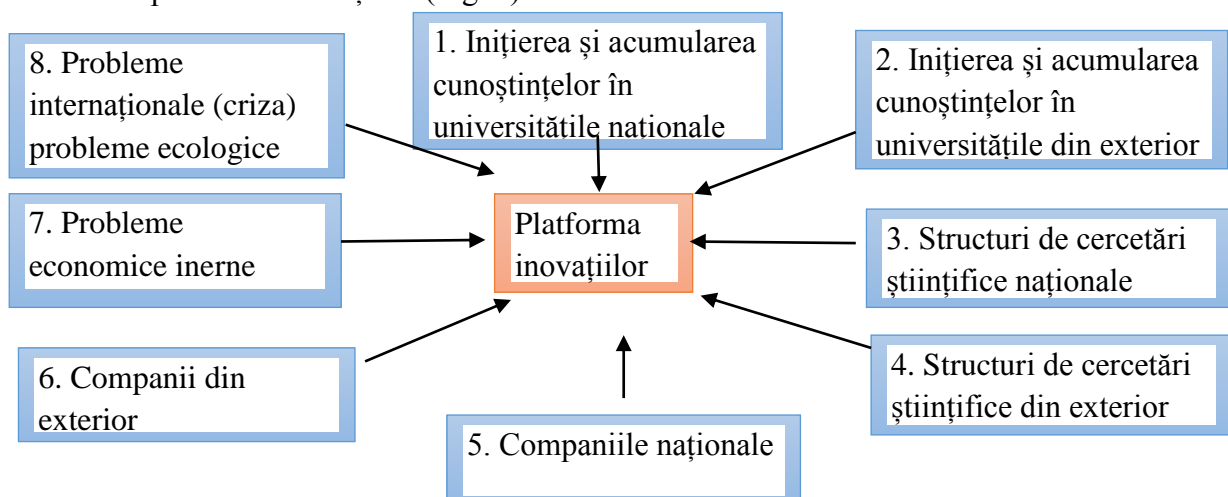 1. Inițierea și acumularea
cunoștințelor în
universitățile naționale
2. Inițierea și acumularea
cunoștințelor în
universitățile din exterior
3. Structuri de cercetări
științifice naționale
4. Structuri de cercetări
științifice din exterior
5. Companiile naționale
6. Companii din
exterior
7. Probleme
economice inerne
8. Probleme
internaționale (criza)
probleme ecologice
Platforma
inovațiilor